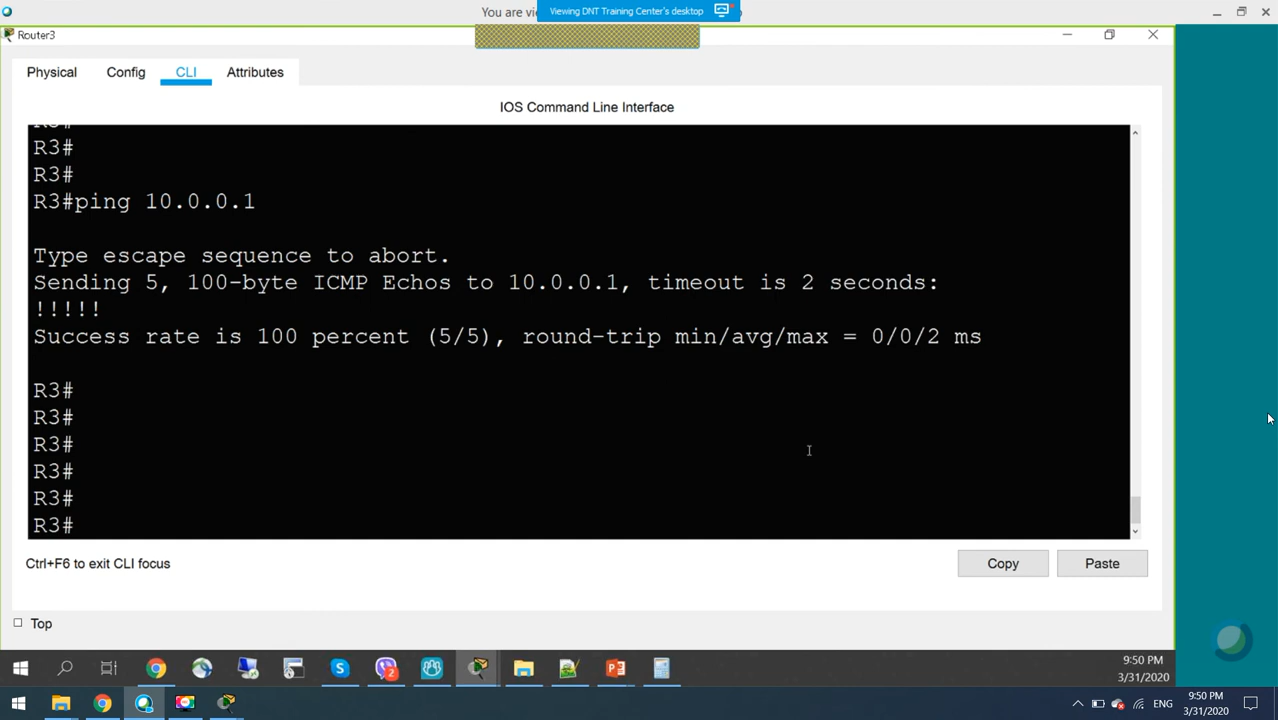 You are vi
Viewing DNT Training Center's desktop
Router3
Physical
Config
CLI
Attributes
IOS Command Line Interface
R3#
R3#
R3#ping 10.0.0.1
Type escape sequence to abort.
Sending 5, 100-byte ICMP Echos to 10.0.0.1, timeout is 2 seconds:
!!!!!
Success rate is 100 percent (5/5), round-trip min/avg/max = 0/0/2 ms
R3#
R3#
R3#
R3#
R3#
R3#
Ctrl+F6 to exit CLI focus
Copy
Paste
Top
2
9:50 PM
3/31/2020
ENG
9:50 PM
3/31/2020